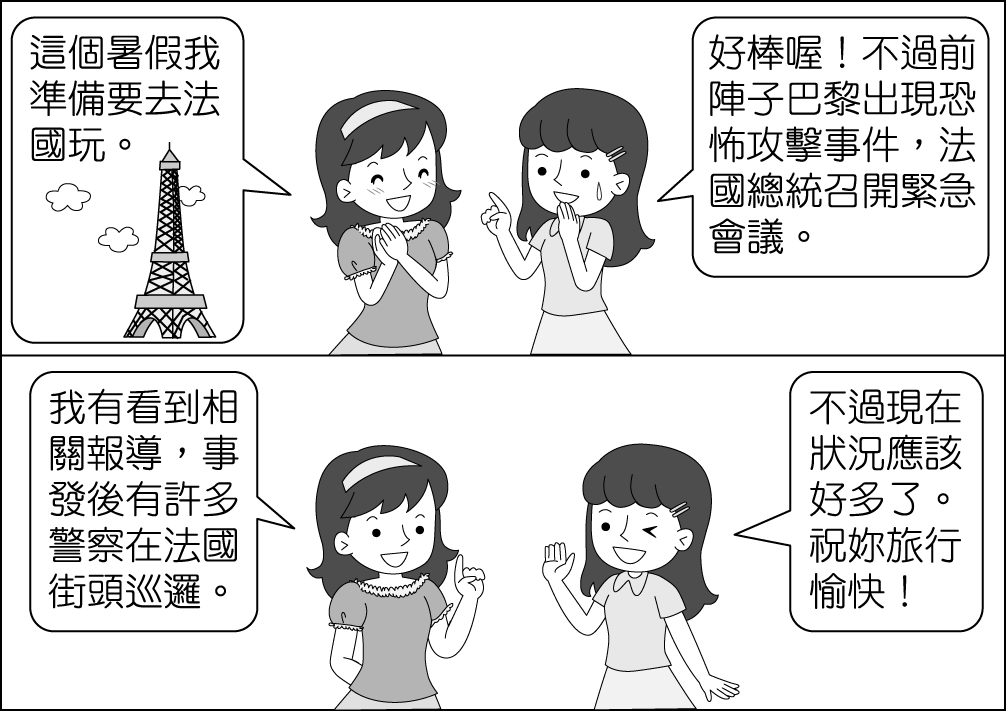 這個暑假我
準備要去法
國玩。
好棒喔！不過前
陣子巴黎出現恐
怖攻擊事件，法
國總統召開緊急
會議。
我有看到相
關報導，事
發後有許多
警察在法國
街頭巡邏。
不過現在
狀況應該
好多了。
祝妳旅行
愉快！